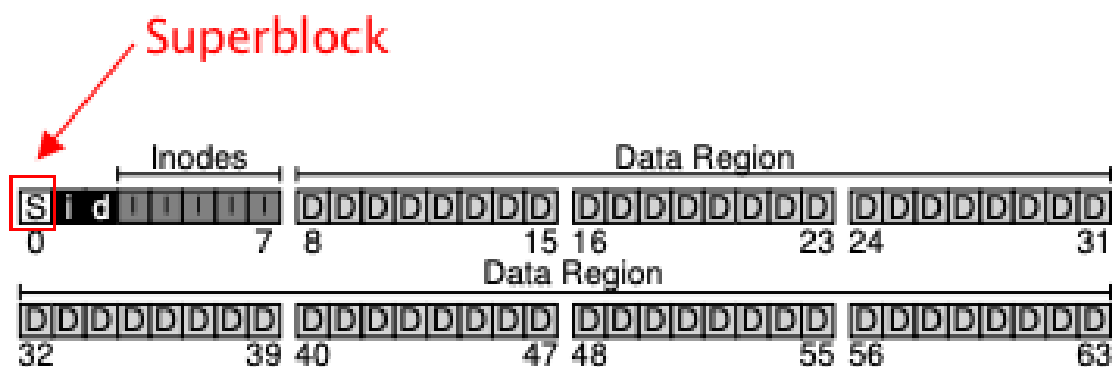 Superblock
Inodes Data Region
S i d I I I I I D D D D D D D D D D D D D D D D D D D D D D D D
0 7 8 15 16 23 24 31
Data Region
D D D D D D D D D D D D D D D D D D D D D D D D D D D D D D D D
32 39 40 47 48 55 56 63